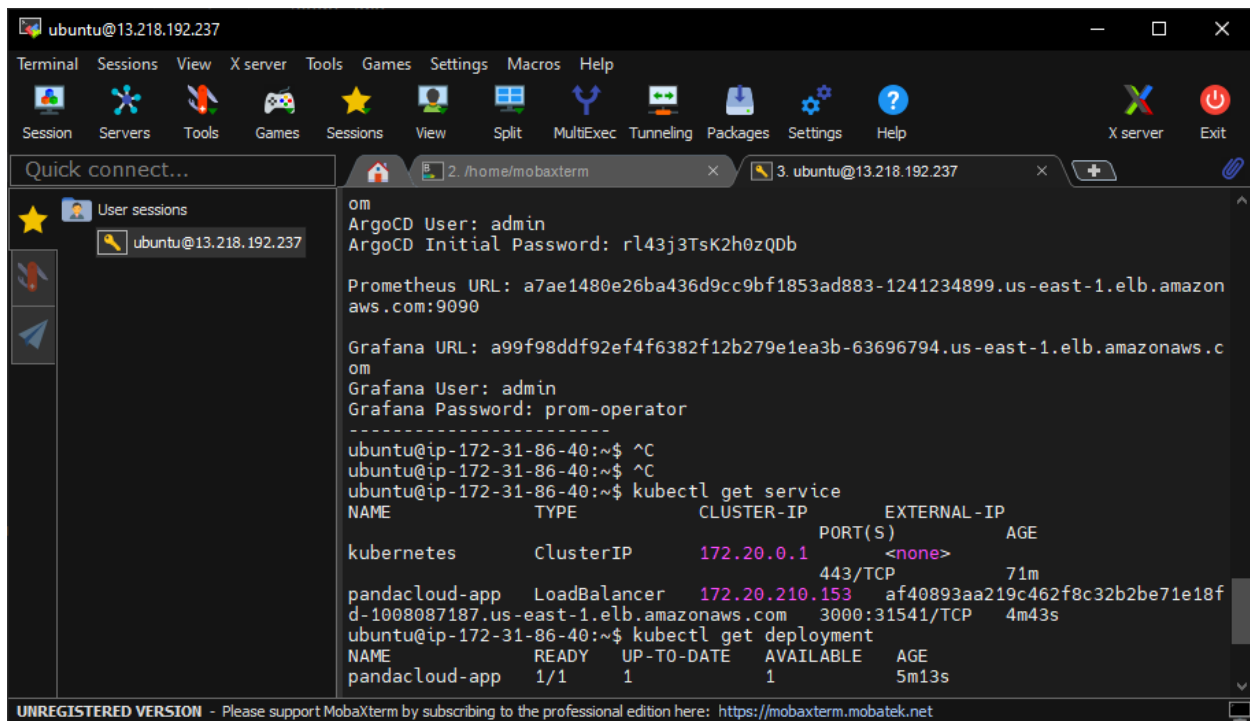 ubuntu@13.218.192.237
Terminal Sessions View X server Tools Games Settings Macros Help
Session Servers Tools Games Sessions View Split MultiExec Tunneling Packages Settings Help X server Exit
Quick connect...
2. /home/mobaxterm
3. ubuntu@13.218.192.237
User sessions
ubuntu@13.218.192.237
om
ArgoCD User: admin
ArgoCD Initial Password: rl43j3TsK2h0zQDb
Prometheus URL: a7ae1480e26ba436d9cc9bf1853ad883-1241234899.us-east-1.elb.amazon
aws.com:9090
Grafana URL: a99f98ddf92ef4f6382f12b279e1ea3b-63696794.us-east-1.elb.amazonaws.c
om
Grafana User: admin
Grafana Password: prom-operator
-------------------------
ubuntu@ip-172-31-86-40:~$ ^C
ubuntu@ip-172-31-86-40:~$ ^C
ubuntu@ip-172-31-86-40:~$ kubectl get service
NAME TYPE CLUSTER-IP EXTERNAL-IP
PORT(S) AGE
kubernetes ClusterIP 172.20.0.1 <none>
443/TCP 71m
pandacloud-app LoadBalancer 172.20.210.153 af40893aa219c462f8c32b2be71e18f
d-1008087187.us-east-1.elb.amazonaws.com 3000:31541/TCP 4m43s
ubuntu@ip-172-31-86-40:~$ kubectl get deployment
NAME READY UP-TO-DATE AVAILABLE AGE
pandacloud-app 1/1 1 1 5m13s
UNREGISTERED VERSION - Please support MobaXterm by subscribing to the professional edition here: https://mobaxterm.mobatek.net